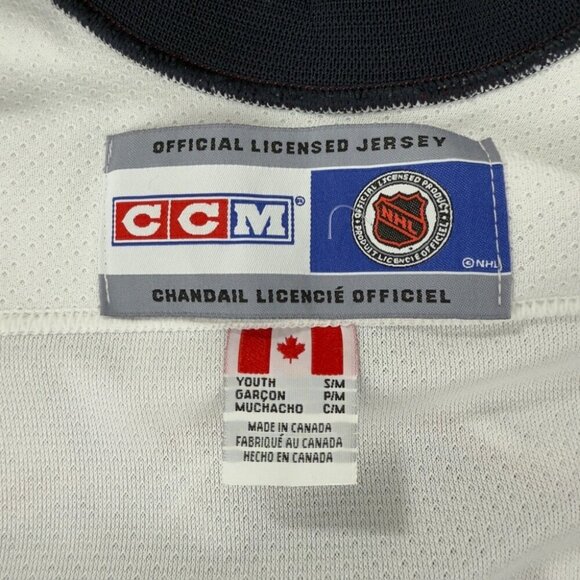 OFFICIAL LICENSED JERSEY
CCM®
OFFICIAL LICENSED PRODUCT
NHL
PRODUIT LICENCIÉ OFFICIEL
© NHL
CHANDAIL LICENCIÉ OFFICIEL
YOUTH S/M
GARÇON P/M
MUCHACHO C/M
MADE IN CANADA
FABRIQUÉ AU CANADA
HECHO EN CANADA